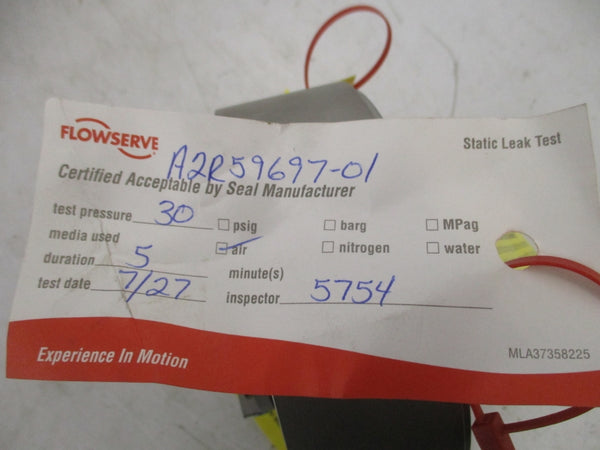 FLOWSERVE
Static Leak Test
A2R59697-01
Certified Acceptable by Seal Manufacturer
test pressure 30 psig barg MPag
media used air nitrogen water
duration 5 minute(s)
test date 7/27 inspector 5754
Experience In Motion
MLA37358225